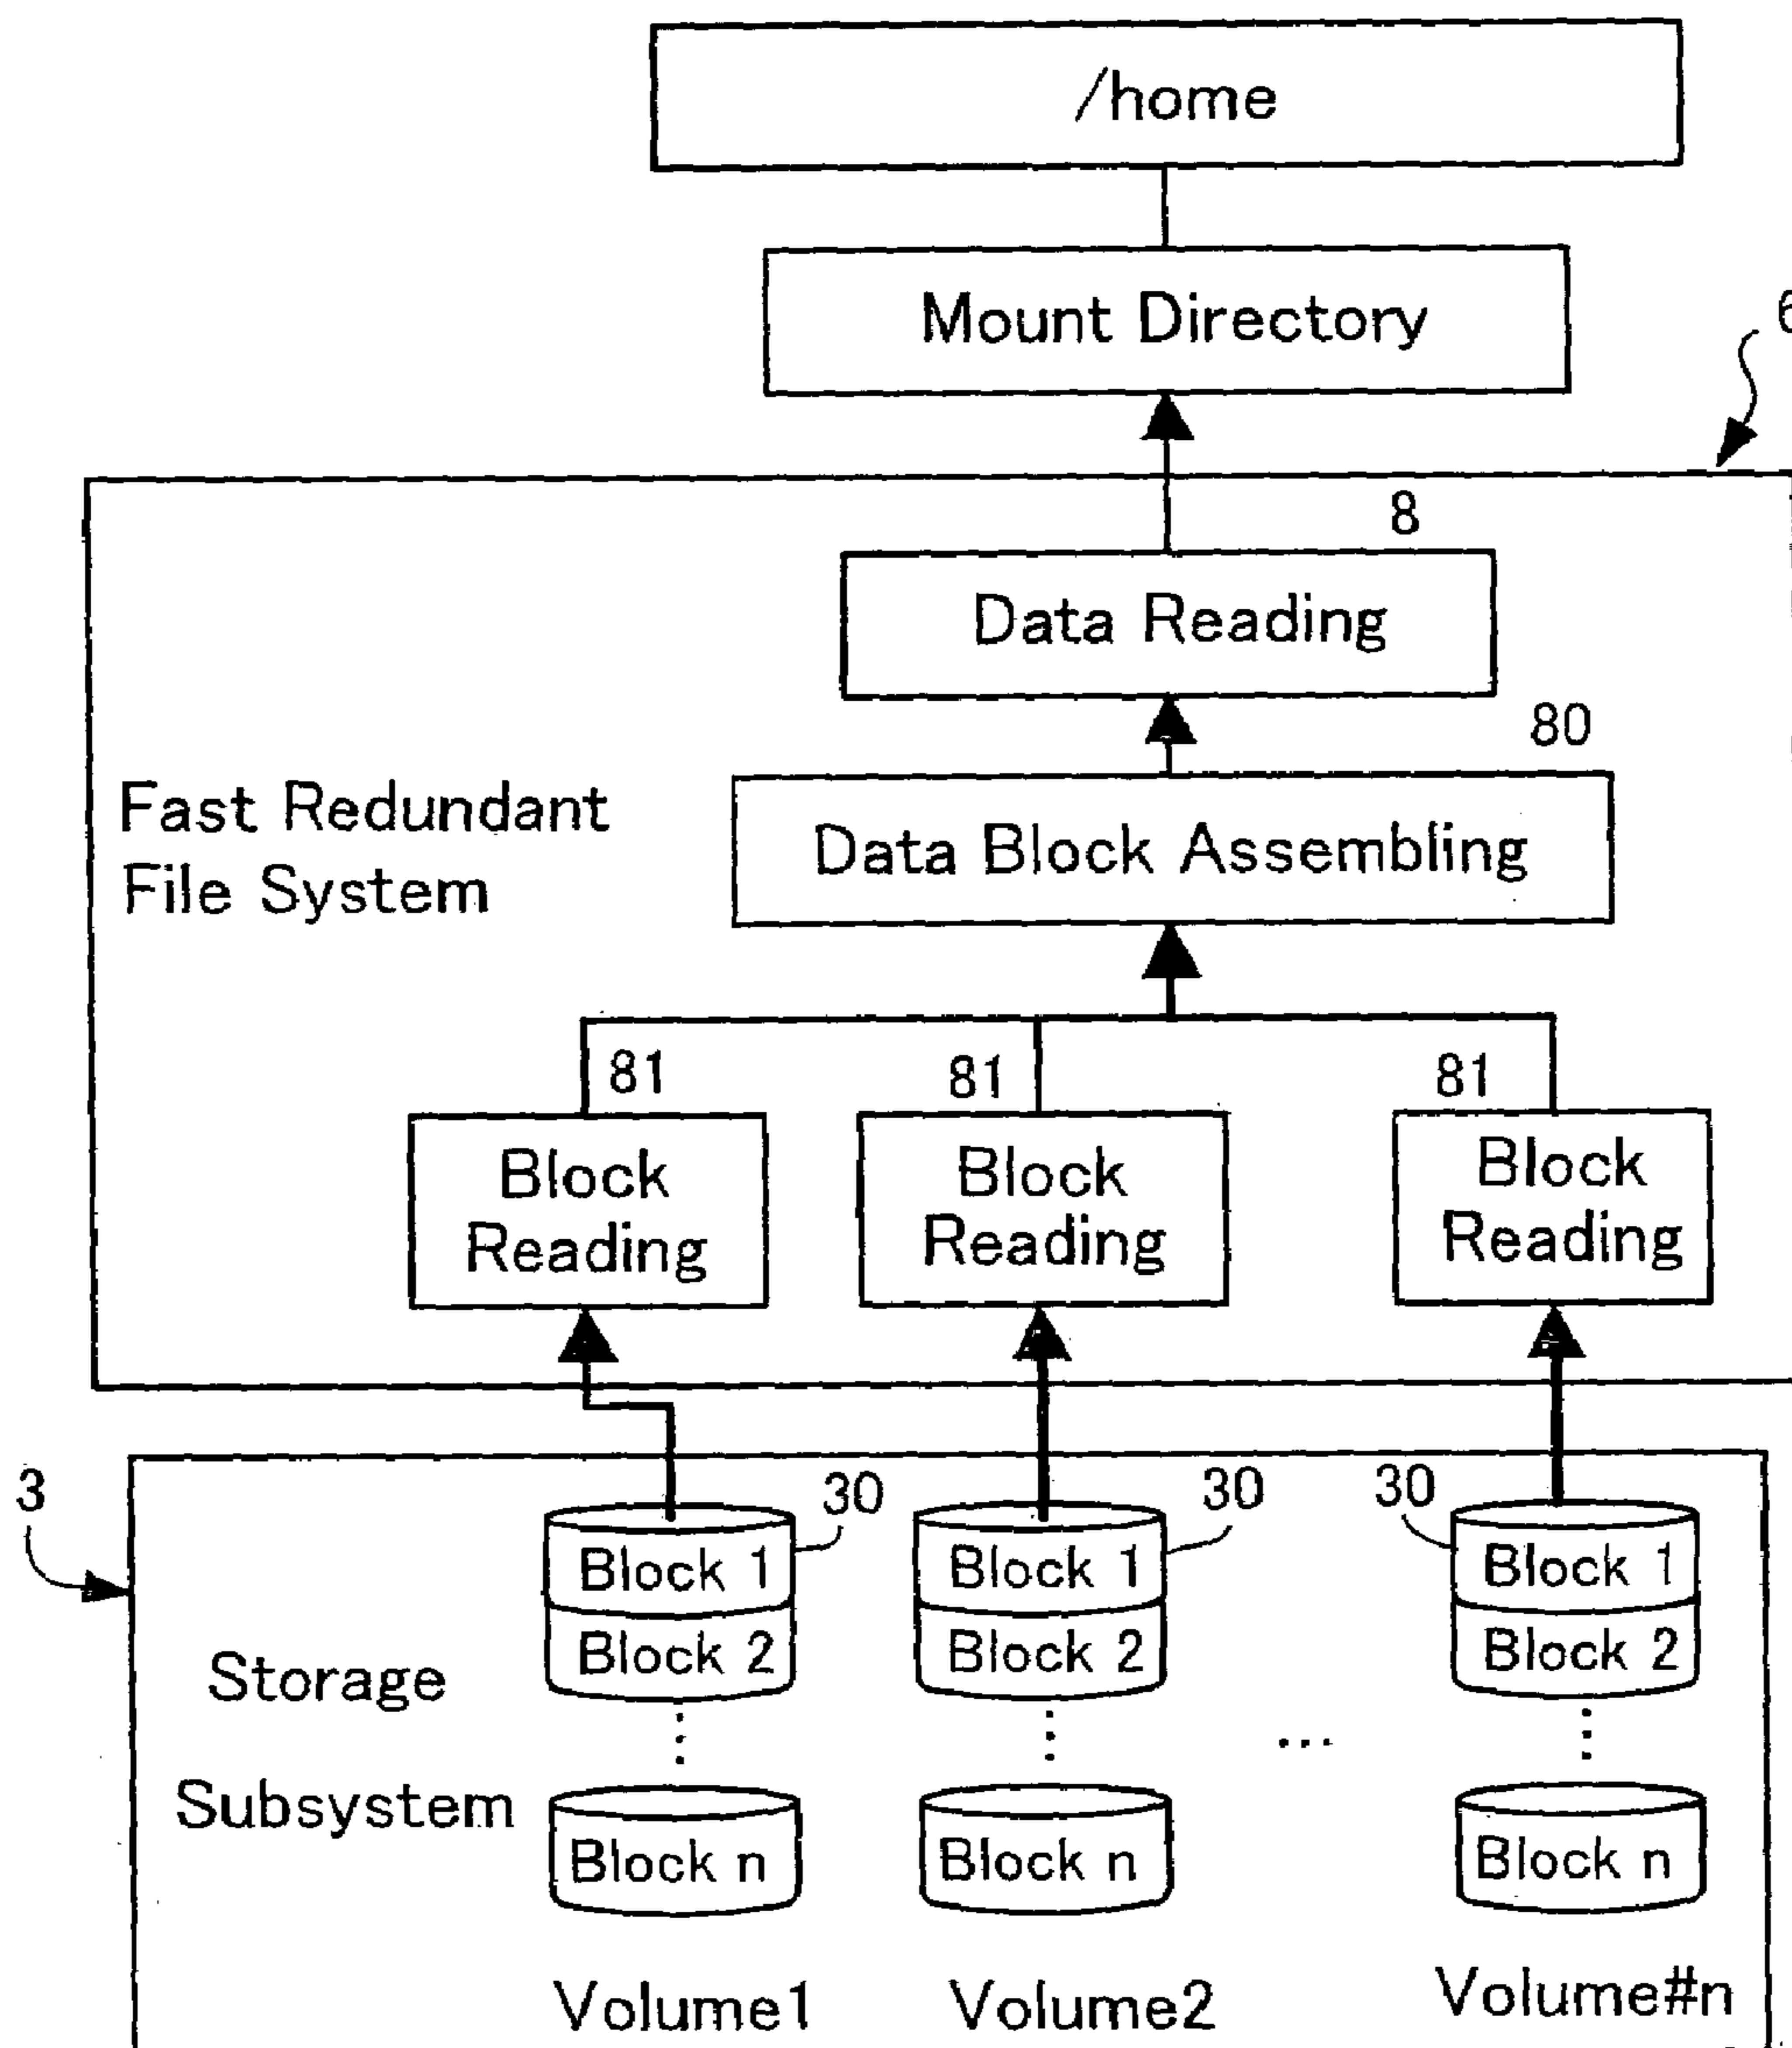 /home
Mount Directory
6
8
Data Reading
80
Fast Redundant
File System
Data Block Assembling
81 81 81
Block Block Block
Reading Reading Reading
3
30 30 30
Block 1 Block 1 Block 1
Block 2 Block 2 Block 2
Storage
...
Subsystem
Block n Block n Block n
Volume1 Volume2 Volume#n